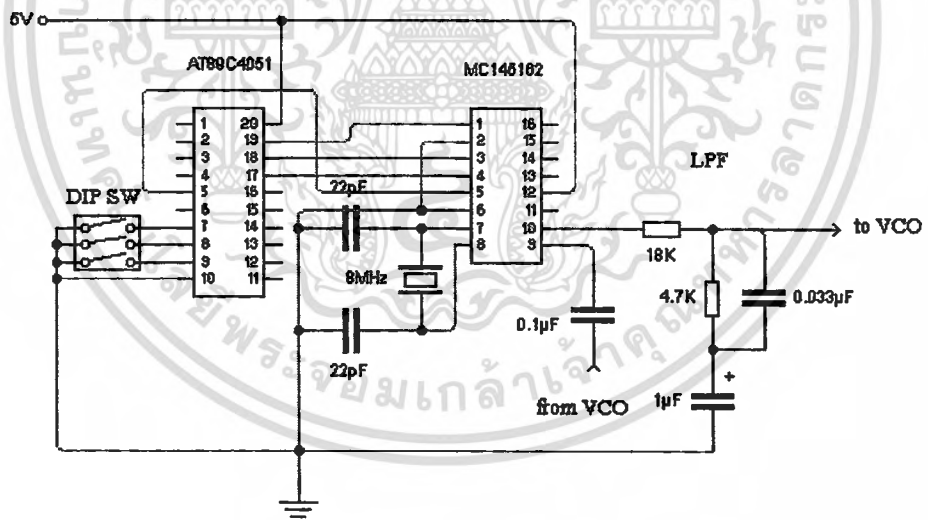 5V
AT89C4051
MC145162
1 20
2 19
3 18
4 17
5 16
6 15
7 14
8 13
9 12
10 11
1 16
2 15
3 14
4 13
5 12
6 11
7 10
8 9
LPF
DIP SW
22pF
8MHz
22pF
0.1µF
from VCO
18K
to VCO
4.7K
0.033µF
+
1µF